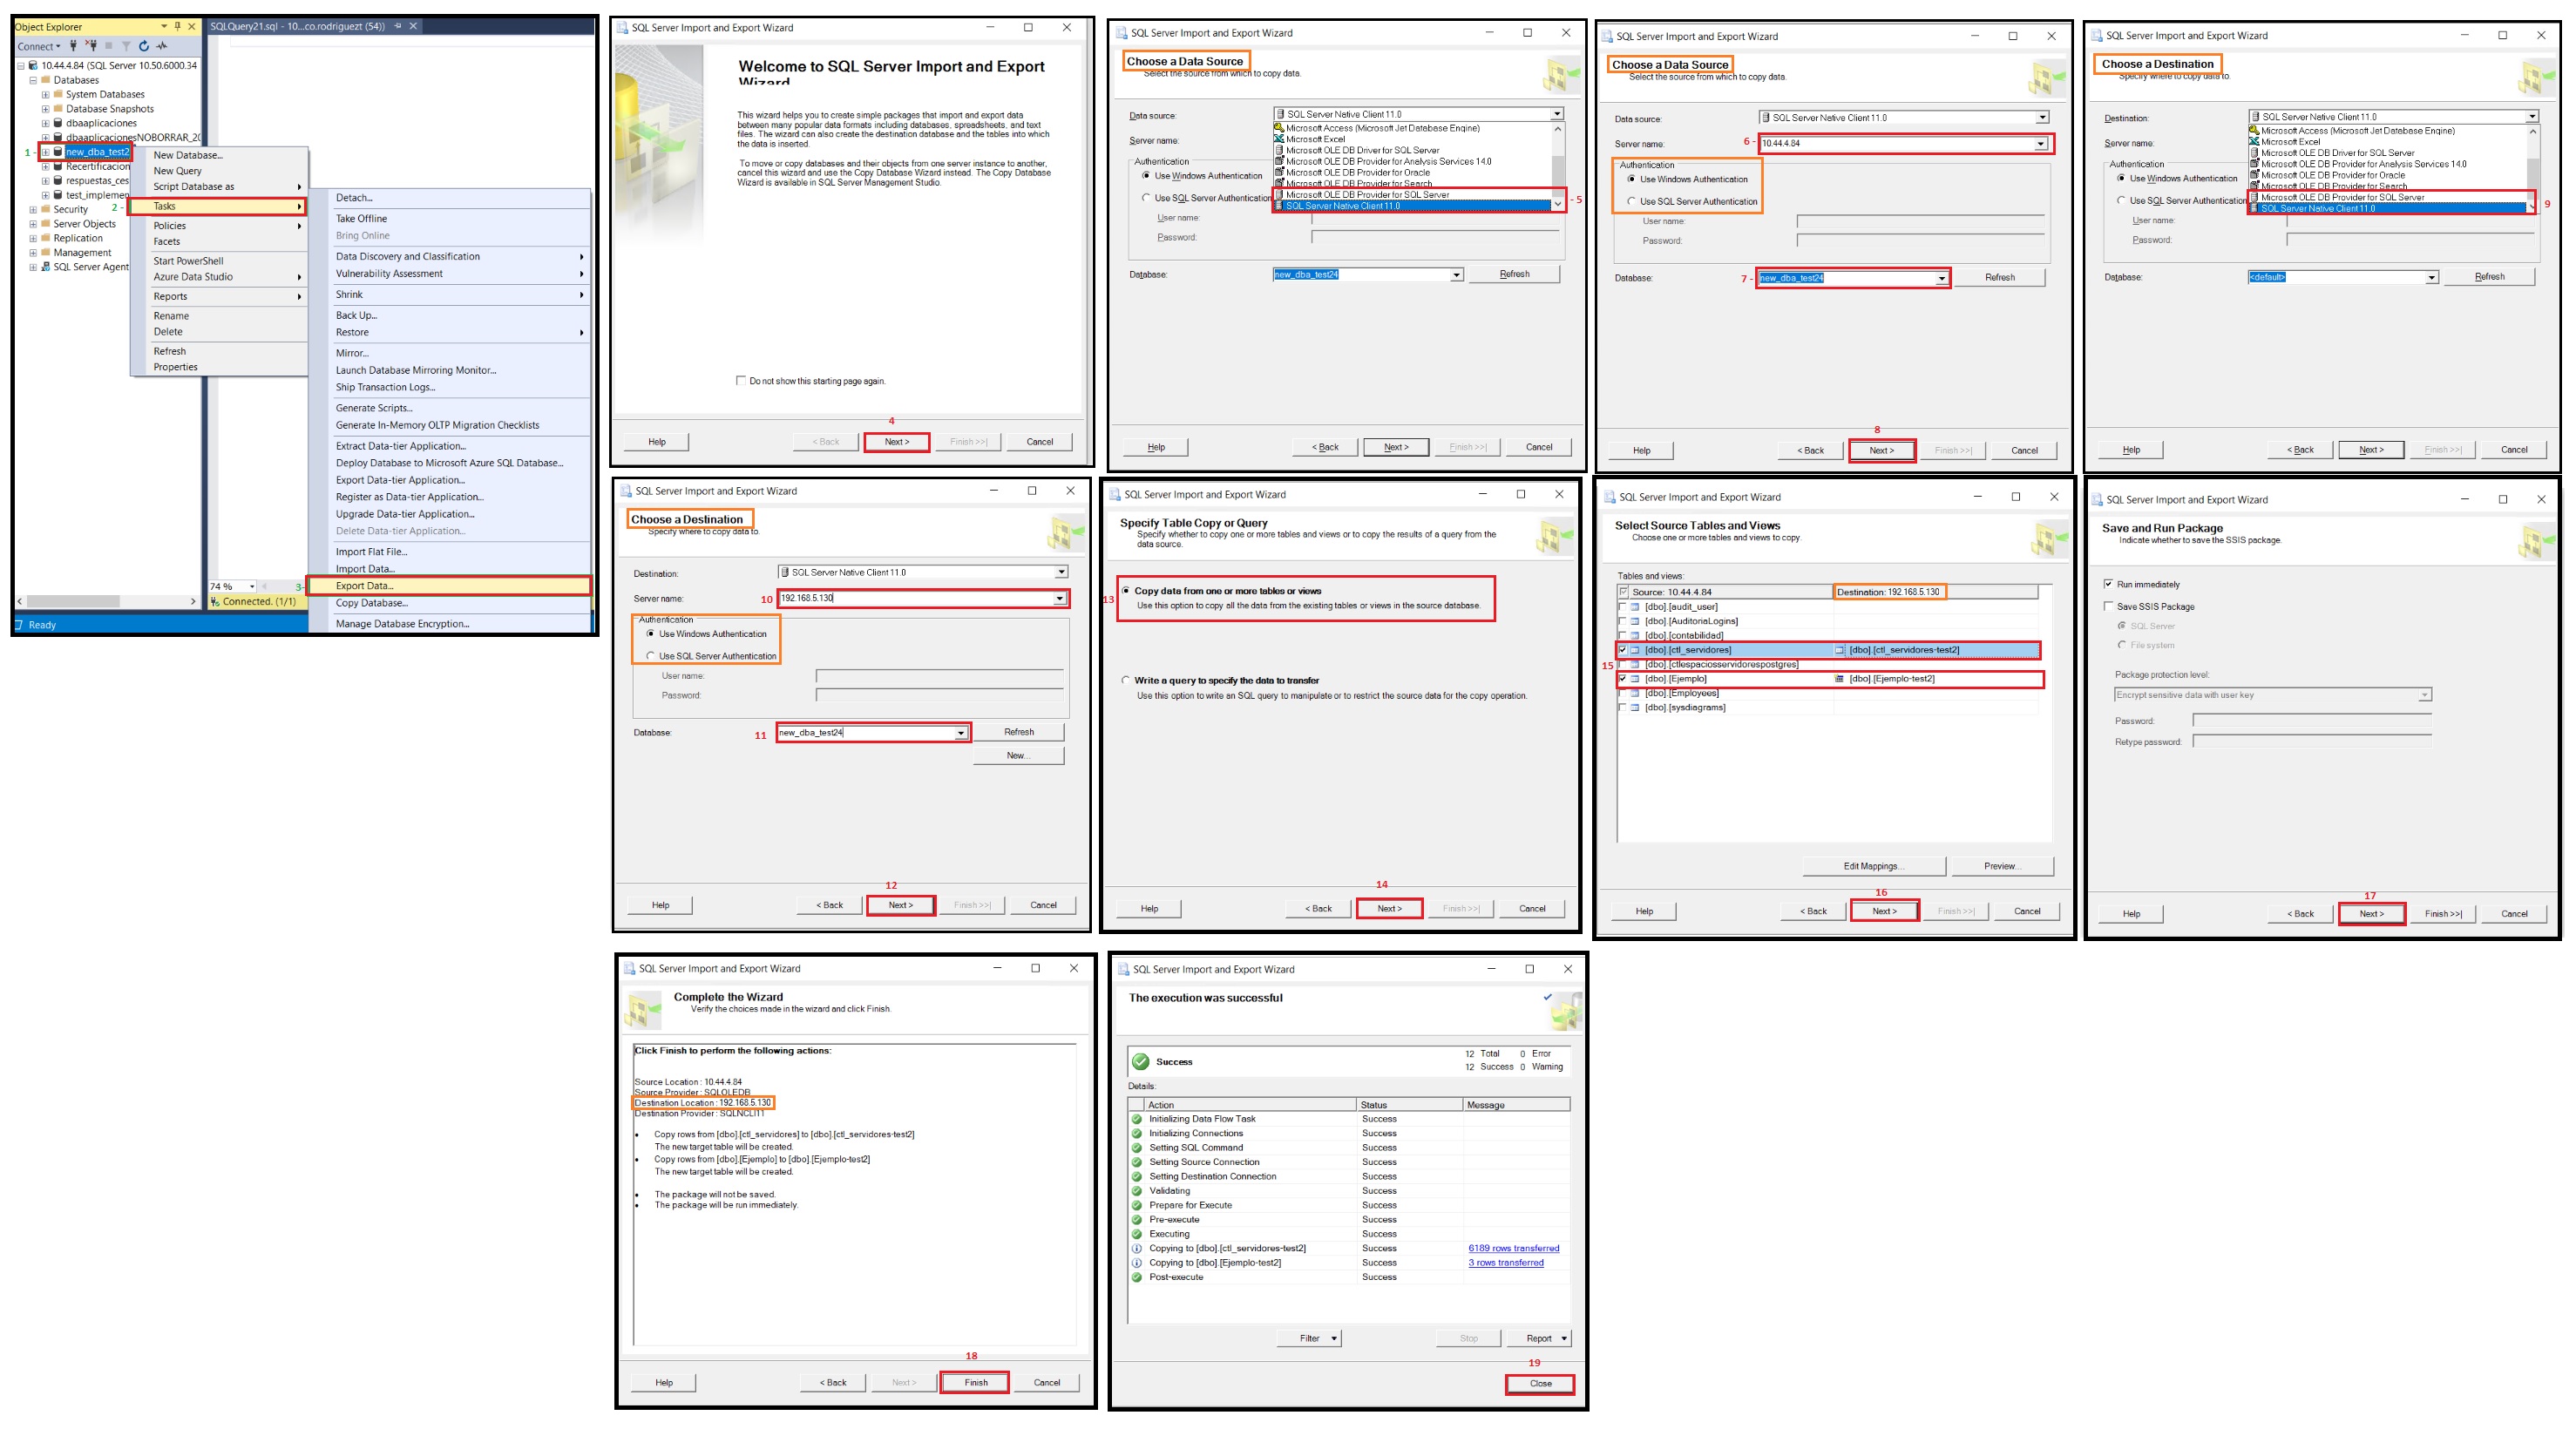 Object Explorer
Connect
10.44.4.84 (SQL Server 10.50.6000.34
Databases
System Databases
Database Snapshots
dbaaplicaciones
dbaaplicacionesNOBORRAR_20
1 - new_dba_test2
Recertificacion
respuestas_ces
test_implemen
Security
Server Objects
Replication
Management
SQL Server Agent
Ready
SQLQuery21.sql - 10...co.rodriguezt (54))
74 %
Connected. (1/1)
New Database...
New Query
Script Database as
2 - Tasks
Policies
Facets
Start PowerShell
Azure Data Studio
Reports
Rename
Delete
Refresh
Properties
Detach...
Take Offline
Bring Online
Data Discovery and Classification
Vulnerability Assessment
Shrink
Back Up...
Restore
Mirror...
Launch Database Mirroring Monitor...
Ship Transaction Logs...
Generate Scripts...
Generate In-Memory OLTP Migration Checklists
Extract Data-tier Application...
Deploy Database to Microsoft Azure SQL Database...
Export Data-tier Application...
Register as Data-tier Application...
Upgrade Data-tier Application...
Delete Data-tier Application...
Import Flat File...
Import Data...
3- Export Data...
Copy Database...
Manage Database Encryption...
SQL Server Import and Export Wizard
Welcome to SQL Server Import and Export
Wizard
This wizard helps you to create simple packages that import and export data
between many popular data formats including databases, spreadsheets, and text
files. The wizard can also create the destination database and the tables into which
the data is inserted.
To move or copy databases and their objects from one server instance to another,
cancel this wizard and use the Copy Database Wizard instead. The Copy Database
Wizard is available in SQL Server Management Studio.
Do not show this starting page again.
4
Help < Back Next > Finish >>| Cancel
SQL Server Import and Export Wizard
Choose a Data Source
Select the source from which to copy data.
Data source: SQL Server Native Client 11.0
Microsoft Access (Microsoft Jet Database Engine)
Server name: Microsoft Excel
Microsoft OLE DB Driver for SQL Server
Authentication Microsoft OLE DB Provider for Analysis Services 14.0
Use Windows Authentication Microsoft OLE DB Provider for Oracle
Microsoft OLE DB Provider for Search
Use SQL Server Authentication Microsoft OLE DB Provider for SQL Server
SQL Server Native Client 11.0 - 5
User name:
Password:
Database: new_dba_test24 Refresh
Help < Back Next > Finish >>| Cancel
SQL Server Import and Export Wizard
Choose a Data Source
Select the source from which to copy data.
Data source: SQL Server Native Client 11.0
Server name: 6 - 10.44.4.84
Authentication
Use Windows Authentication
Use SQL Server Authentication
User name:
Password:
Database: 7 - new_dba_test24 Refresh
8
Help < Back Next > Finish >>| Cancel
SQL Server Import and Export Wizard
Choose a Destination
Specify where to copy data to.
Destination: SQL Server Native Client 11.0
Microsoft Access (Microsoft Jet Database Engine)
Server name: Microsoft Excel
Microsoft OLE DB Driver for SQL Server
Authentication Microsoft OLE DB Provider for Analysis Services 14.0
Use Windows Authentication Microsoft OLE DB Provider for Oracle
Microsoft OLE DB Provider for Search
Use SQL Server Authentication Microsoft OLE DB Provider for SQL Server
SQL Server Native Client 11.0 9
User name:
Password:
Database: <default> Refresh
Help < Back Next > Finish >>| Cancel
SQL Server Import and Export Wizard
Choose a Destination
Specify where to copy data to.
Destination: SQL Server Native Client 11.0
Server name: 10 192.168.5.130
Authentication
Use Windows Authentication
Use SQL Server Authentication
User name:
Password:
Database: 11 new_dba_test24 Refresh
New...
12
Help < Back Next > Finish >>| Cancel
SQL Server Import and Export Wizard
Specify Table Copy or Query
Specify whether to copy one or more tables and views or to copy the results of a query from the
data source.
13 Copy data from one or more tables or views
Use this option to copy all the data from the existing tables or views in the source database.
Write a query to specify the data to transfer
Use this option to write an SQL query to manipulate or to restrict the source data for the copy operation.
14
Help < Back Next > Finish >>| Cancel
SQL Server Import and Export Wizard
Select Source Tables and Views
Choose one or more tables and views to copy.
Tables and views:
Source: 10.44.4.84 Destination: 192.168.5.130
[dbo].[audit_user]
[dbo].[AuditoriaLogins]
[dbo].[contabilidad]
[dbo].[ctl_servidores] [dbo].[ctl_servidores-test2]
15 [dbo].[ctlespaciosservidorespostgres]
[dbo].[Ejemplo] [dbo].[Ejemplo-test2]
[dbo].[Employees]
[dbo].[sysdiagrams]
Edit Mappings... Preview...
16
Help < Back Next > Finish >>| Cancel
SQL Server Import and Export Wizard
Save and Run Package
Indicate whether to save the SSIS package.
Run immediately
Save SSIS Package
SQL Server
File system
Package protection level:
Encrypt sensitive data with user key
Password:
Retype password:
17
Help < Back Next > Finish >>| Cancel
SQL Server Import and Export Wizard
Complete the Wizard
Verify the choices made in the wizard and click Finish.
Click Finish to perform the following actions:
Source Location : 10.44.4.84
Source Provider : SQLOLEDB
Destination Location : 192.168.5.130
Destination Provider : SQLNCLI11
• Copy rows from [dbo].[ctl_servidores] to [dbo].[ctl_servidores-test2]
The new target table will be created.
• Copy rows from [dbo].[Ejemplo] to [dbo].[Ejemplo-test2]
The new target table will be created.
• The package will not be saved.
• The package will be run immediately.
18
Help < Back Next > Finish Cancel
SQL Server Import and Export Wizard
The execution was successful
Success 12 Total 0 Error
12 Success 0 Warning
Details:
Action Status Message
Initializing Data Flow Task Success
Initializing Connections Success
Setting SQL Command Success
Setting Source Connection Success
Setting Destination Connection Success
Validating Success
Prepare for Execute Success
Pre-execute Success
Executing Success
Copying to [dbo].[ctl_servidores-test2] Success 6189 rows transferred
Copying to [dbo].[Ejemplo-test2] Success 3 rows transferred
Post-execute Success
Filter Stop Report
19
Close